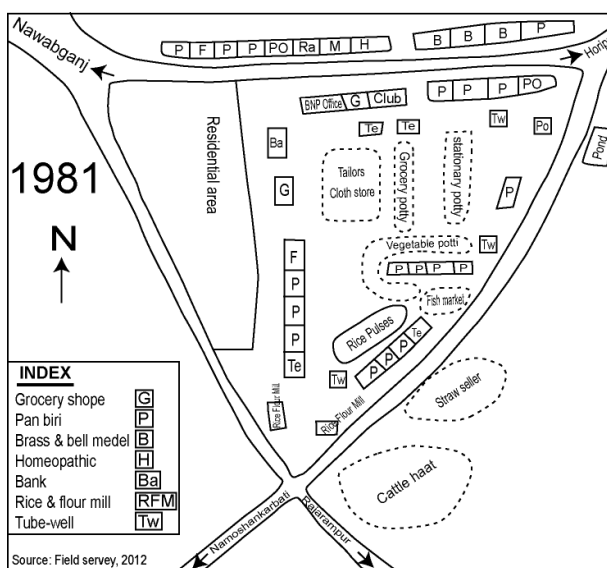 Nawabganj
P F P P PO Ra M H
B B B P
Horip
BNP Office G Club
P P P PO
Te Te
Tw
Po
Pond
Ba
Residential area
1981
N
Tailors
Cloth store
Grocery potty
stationary potty
G
P
Vegetable potti
Tw
P P P P
F
P
P
P
Te
Fish market
Rice Pulses
P P P Te
Tw
Straw seller
Rice Flour Mill
Rice Flour Mill
Cattle haat
Namoshankarbati
Rajarampur
INDEX
Grocery shope G
Pan biri P
Brass & bell medel B
Homeopathic H
Bank Ba
Rice & flour mill RFM
Tube-well Tw
Source: Field servey, 2012